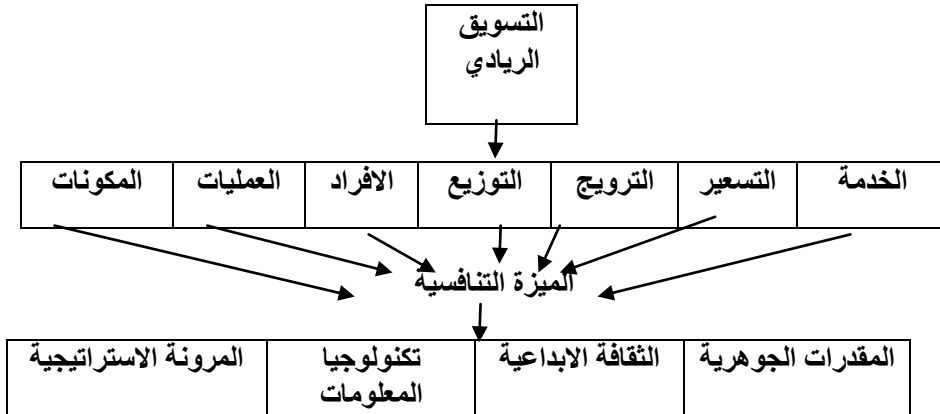 التسويق
الريادي
الخدمة
التسعير
الترويج
التوزيع
الافراد
العمليات
المكونات
الميزة التنافسية
المقدرات الجوهرية
الثقافة الابداعية
تكنولوجيا
المعلومات
المرونة الاستراتيجية